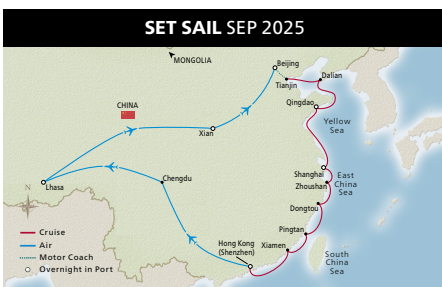 SET SAIL SEP 2025
MONGOLIA
Beijing
Tianjin
Dalian
CHINA
Qingdao
Yellow
Sea
Xian
Shanghai
Zhoushan
East
China
Sea
Chengdu
Lhasa
N
Dongtou
Pingtan
Hong Kong
(Shenzhen)
Xiamen
South
China
Sea
Cruise
Air
Motor Coach
Overnight in Port